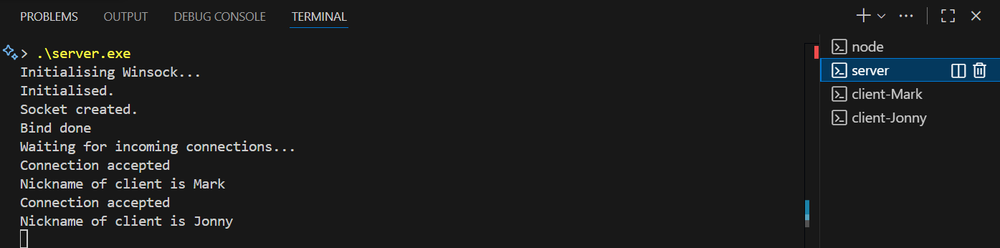 PROBLEMS OUTPUT DEBUG CONSOLE TERMINAL
> .\server.exe
Initialising Winsock...
Initialised.
Socket created.
Bind done
Waiting for incoming connections...
Connection accepted
Nickname of client is Mark
Connection accepted
Nickname of client is Jonny
node
server
client-Mark
client-Jonny